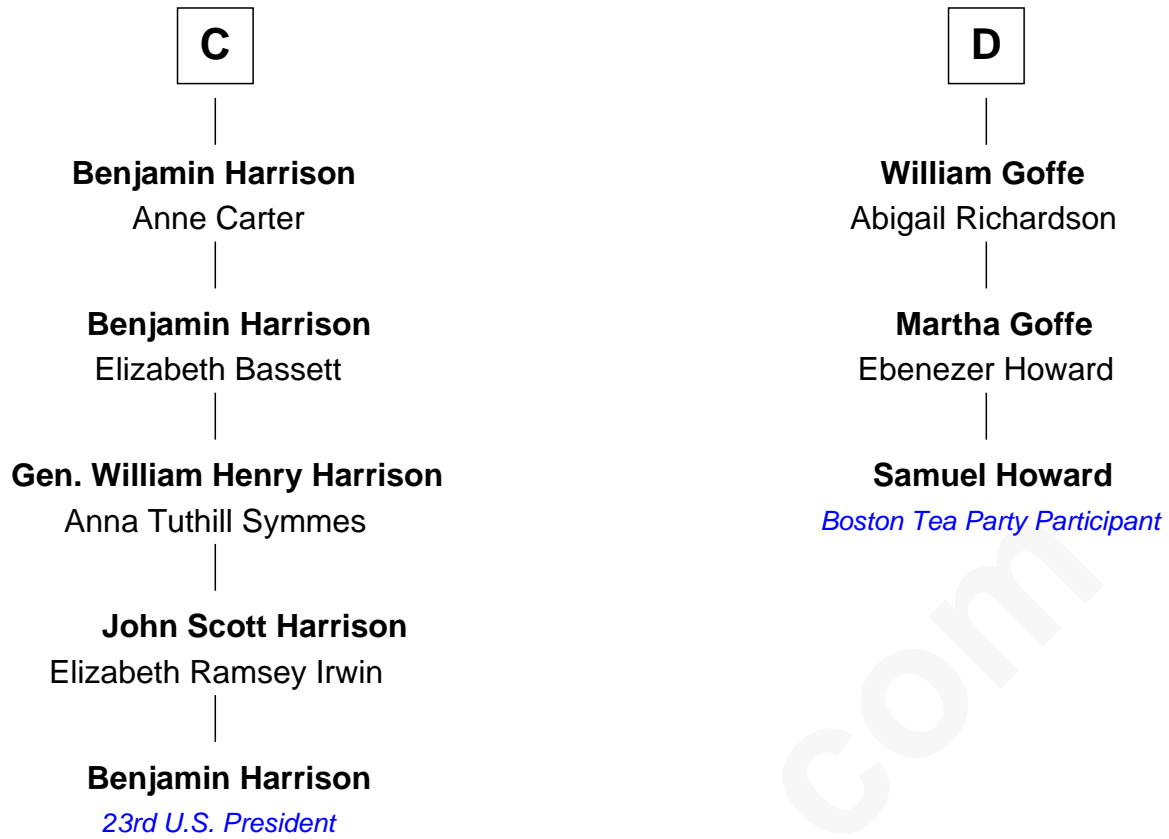 C
Benjamin Harrison
Anne Carter
Benjamin Harrison
Elizabeth Bassett
Gen. William Henry Harrison
Anna Tuthill Symmes
John Scott Harrison
Elizabeth Ramsey Irwin
Benjamin Harrison
23rd U.S. President
D
William Goffe
Abigail Richardson
Martha Goffe
Ebenezer Howard
Samuel Howard
Boston Tea Party Participant
com